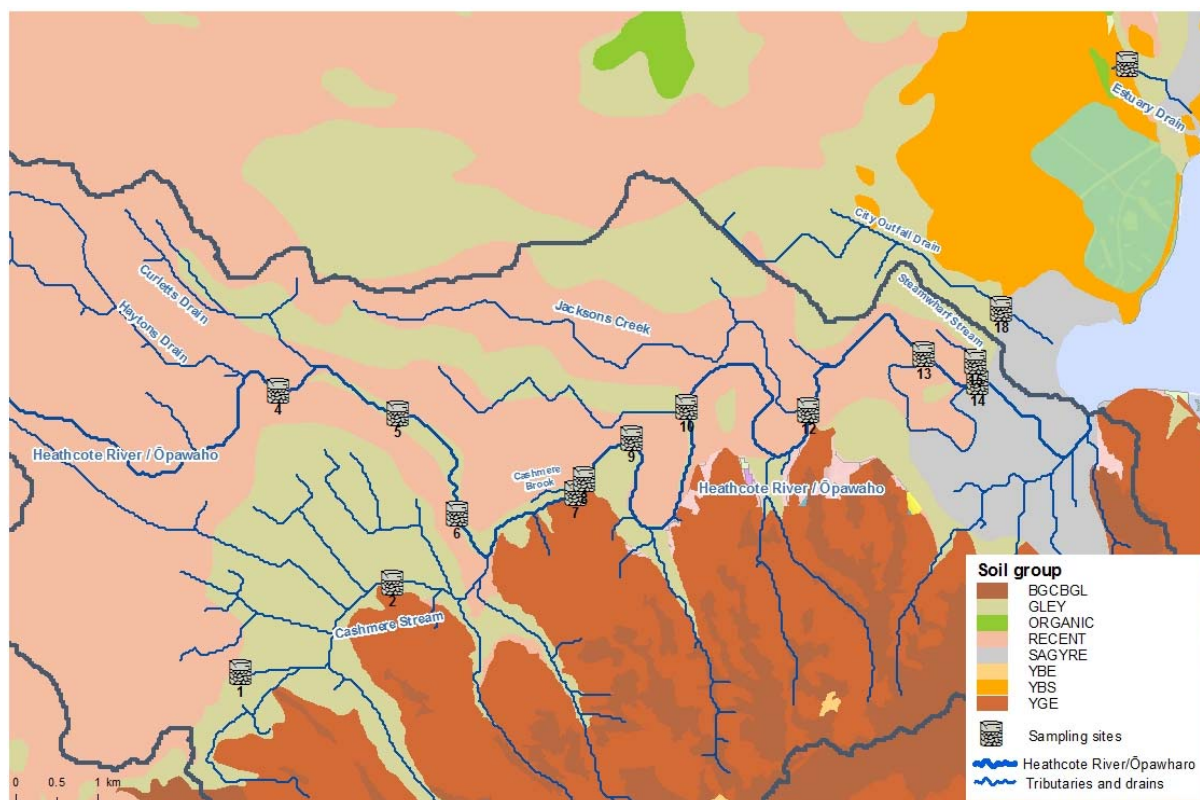 Estuary Drain
City Outfall Drain
Steamwharf Stream
18
Curletts Drain
Haytons Drain
Jacksons Creek
13
14
4
5
10
12
Heathcote River / Ōpawaho
9
Cashmere
Brook
7
Heathcote River / Ōpawaho
6
2
Cashmere Stream
1
Soil group
BGCBGL
GLEY
ORGANIC
RECENT
SAGYRE
YBE
YBS
YGE
Sampling sites
Heathcote River/Ōpawharo
Tributaries and drains
0 0.5 1 km